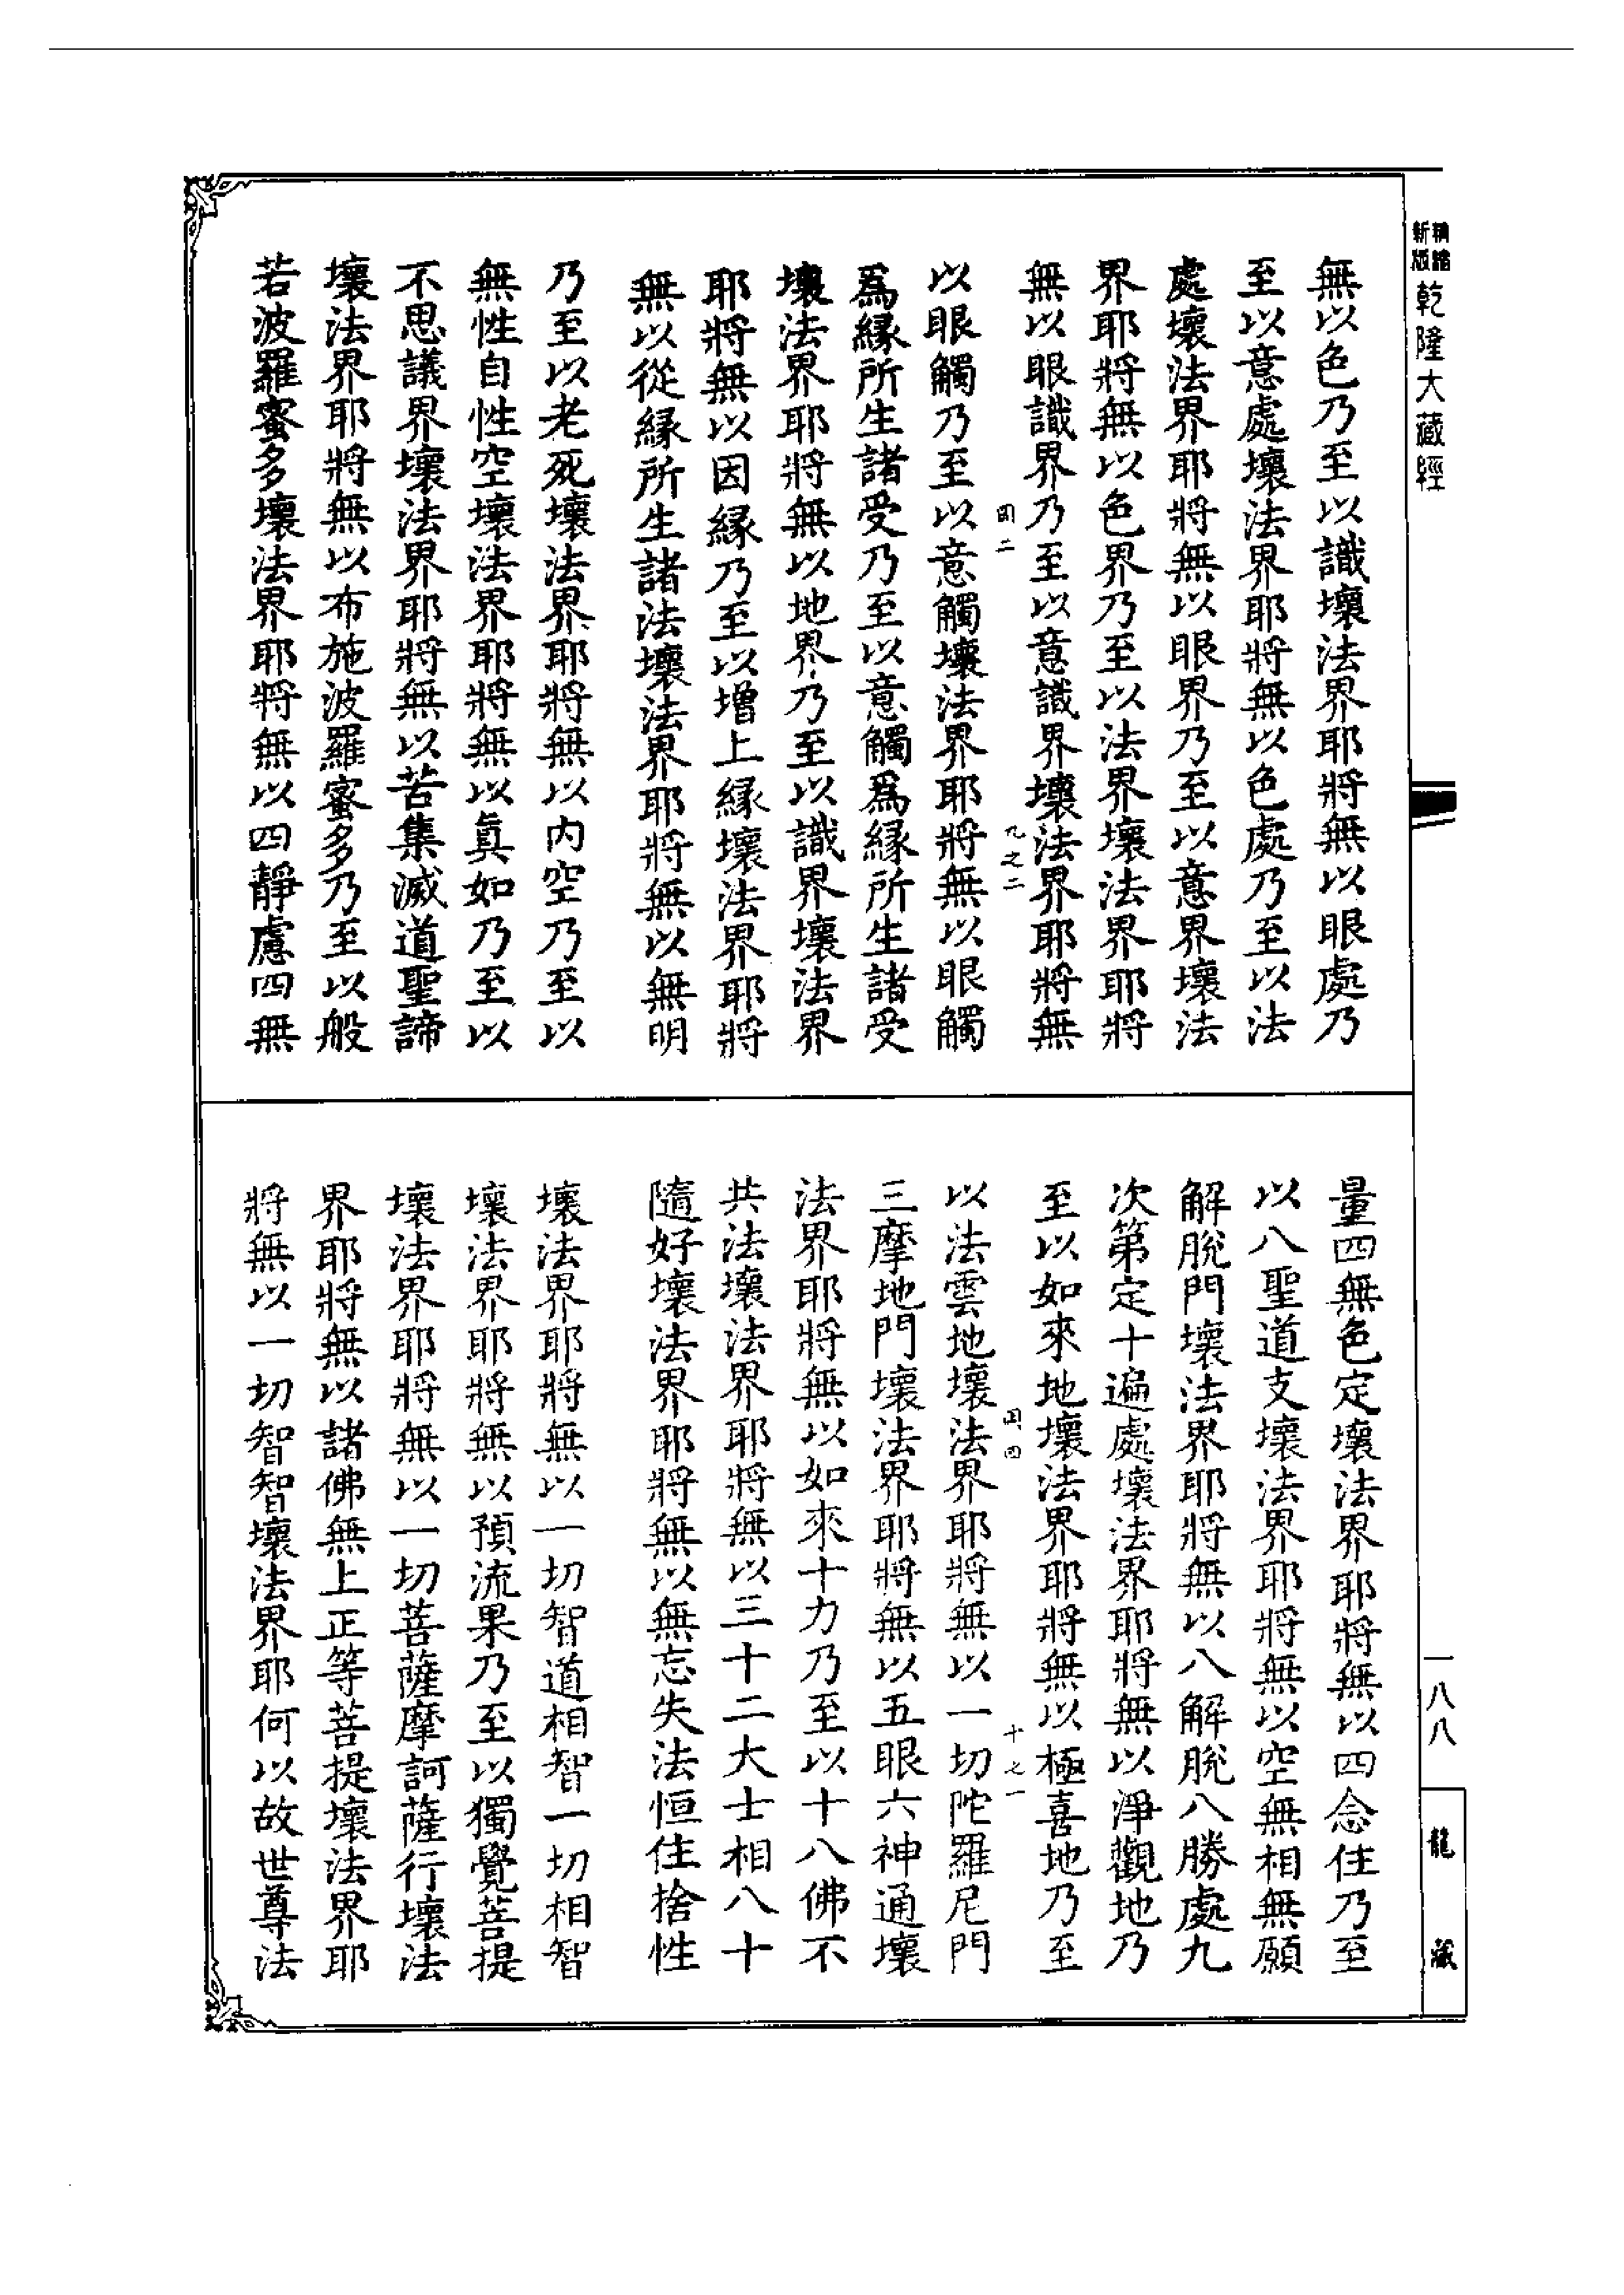 精繕
新版
乾隆大藏經
無以色乃至以識壞法界耶將無以眼處乃
至以意處壞法界耶將無以色處乃至以法
處壞法界耶將無以眼界乃至以意界壞法
界耶將無以色界乃至以法界壞法界耶將
無以眼識界乃至以意識界壞法界耶將無
以眼觸乃至以意觸壞法界耶將無以眼觸
爲緣所生諸受乃至以意觸爲緣所生諸受
壞法界耶將無以地界乃至以識界壞法界
耶將無以因緣乃至以增上緣壞法界耶將
無以從緣所生諸法壞法界耶將無以無明
乃至以老死壞法界耶將無以内空乃至以
無性自性空壞法界耶將無以眞如乃至以
不思議界壞法界耶將無以苦集滅道聖諦
壞法界耶將無以布施波羅蜜多乃至以般
若波羅蜜多壞法界耶將無以四靜慮四無
量四無色定壞法界耶將無以四念住乃至
以八聖道支壞法界耶將無以空無相無願
解脫門壞法界耶將無以八解脫八勝處九
次第定十遍處壞法界耶將無以淨觀地乃
至以如來地壞法界耶將無以極喜地乃至
以法雲地壞法界耶將無以一切陀羅尼門
三摩地門壞法界耶將無以五眼六神通壞
法界耶將無以如來十力乃至以十八佛不
共法壞法界耶將無以三十二大士相八十
隨好壞法界耶將無以無忘失法恒住捨性
壞法界耶將無以一切智道相智一切相智
壞法界耶將無以預流果乃至以獨覺菩提
壞法界耶將無以一切菩薩摩訶薩行壞法
界耶將無以諸佛無上正等菩提壞法界耶
將無以一切智智壞法界耶何以故世尊法
一八八
龍藏